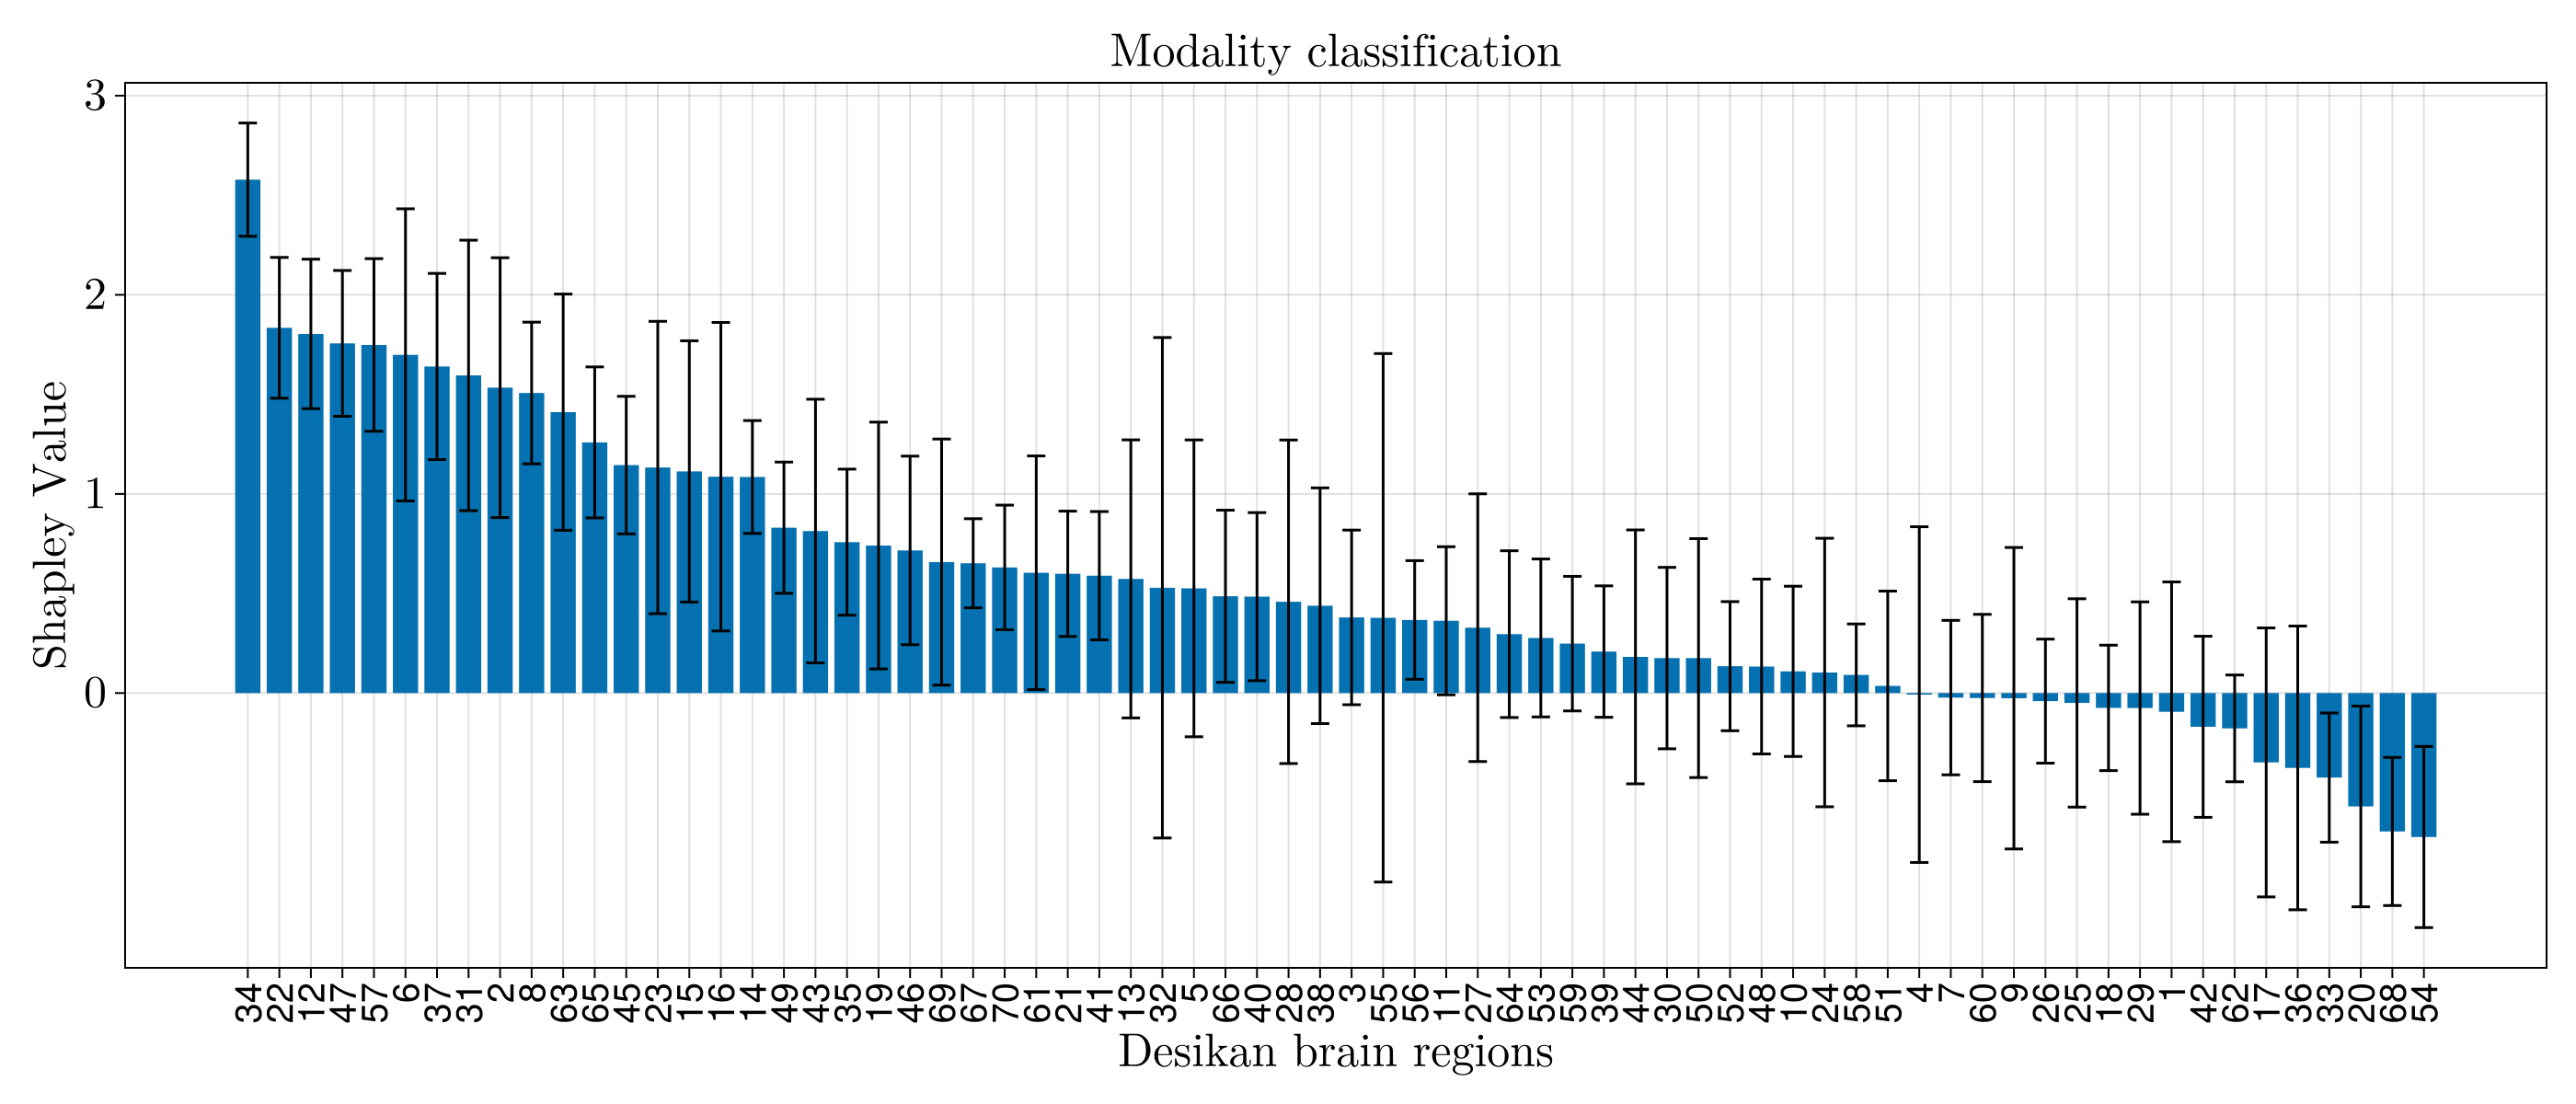 Modality classification
3
2
1
0
Shapley Value
34 22 12 47 57 6 37 31 2 8 63 65 45 23 15 16 14 49 43 35 19 46 69 67 70 61 21 41 13 32 5 66 40 28 38 3 55 56 11 27 64 53 59 39 44 30 50 52 48 10 24 58 51 4 7 60 9 26 25 18 29 1 42 62 17 36 33 20 68 54
Desikan brain regions